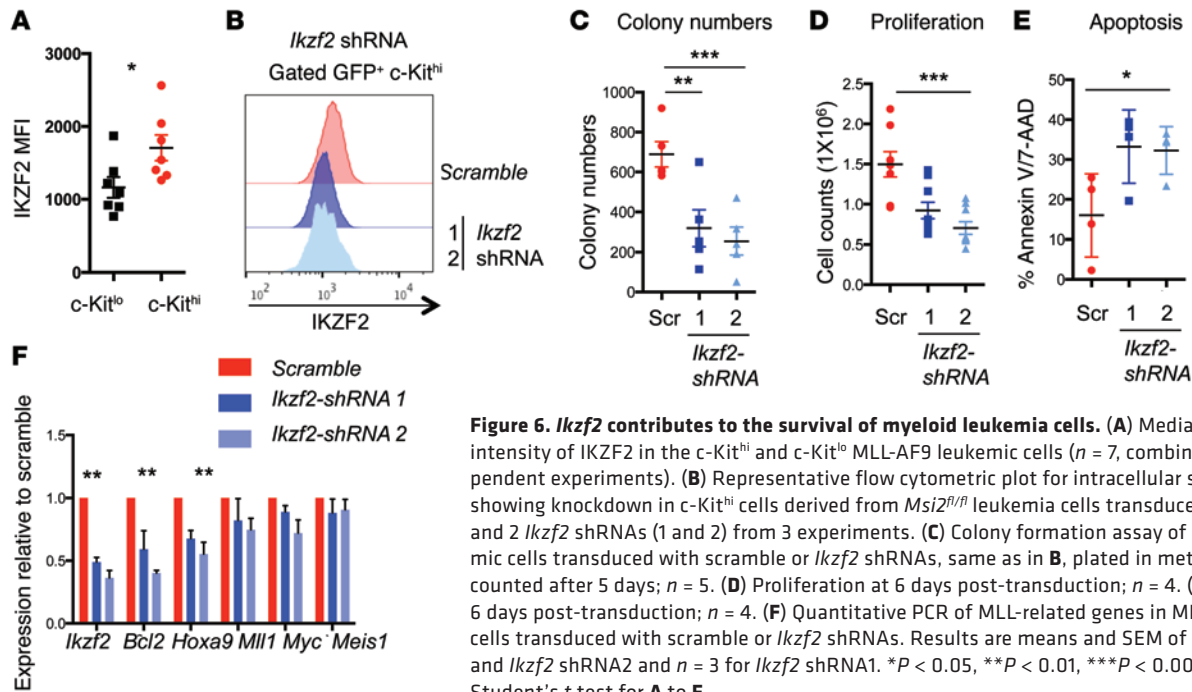 A
3000
2000
1000
0
IKZF2 MFI
*
c-Kitlo
c-Kithi
B
Ikzf2 shRNA
Gated GFP+ c-Kithi
Scramble
1 Ikzf2
2 shRNA
10² 10³ 10⁴
IKZF2
C
Colony numbers
***
**
1000
800
600
400
200
0
Colony numbers
Scr 1 2
Ikzf2-
shRNA
D
Proliferation
***
2.5
2.0
1.5
1.0
0.5
0.0
Cell counts (1X10⁶)
Scr 1 2
Ikzf2-
shRNA
E
Apoptosis
*
50
40
30
20
10
0
% Annexin V/7-AAD
Scr 1 2
Ikzf2-
shRNA
F
Scramble
Ikzf2-shRNA 1
Ikzf2-shRNA 2
1.5
1.0
0.5
0.0
Expression relative to scramble
** ** **
Ikzf2 Bcl2 Hoxa9 Mll1 Myc Meis1
Figure 6. Ikzf2 contributes to the survival of myeloid leukemia cells. (A) Media
intensity of IKZF2 in the c-Kithi and c-Kitlo MLL-AF9 leukemic cells (n = 7, combin
pendent experiments). (B) Representative flow cytometric plot for intracellular s
showing knockdown in c-Kithi cells derived from Msi2fl/fl leukemia cells transduce
and 2 Ikzf2 shRNAs (1 and 2) from 3 experiments. (C) Colony formation assay of
mic cells transduced with scramble or Ikzf2 shRNAs, same as in B, plated in met
counted after 5 days; n = 5. (D) Proliferation at 6 days post-transduction; n = 4. (
6 days post-transduction; n = 4. (F) Quantitative PCR of MLL-related genes in
cells transduced with scramble or Ikzf2 shRNAs. Results are means and SEM of
and Ikzf2 shRNA2 and n = 3 for Ikzf2 shRNA1. *P < 0.05, **P < 0.01, ***P < 0.00
Student's t test for A to F